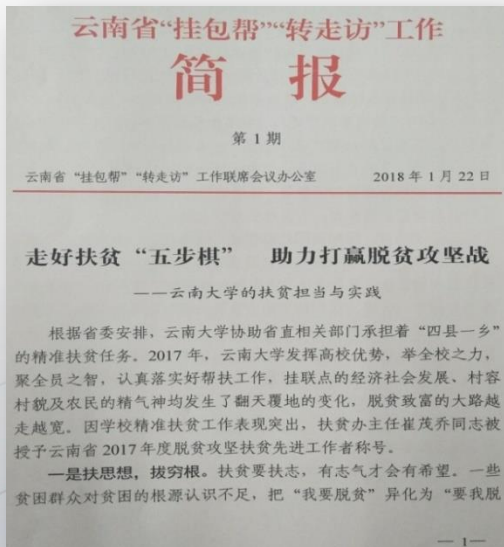 云南省“挂包帮”“转走访”工作
简 报
第 1 期
云南省“挂包帮”“转走访”工作联席会议办公室 2018 年 1 月 22 日
走好扶贫“五步棋” 助力打赢脱贫攻坚战
——云南大学的扶贫担当与实践
根据省委安排，云南大学协助省直相关部门承担着“四县一乡”
的精准扶贫任务。2017 年，云南大学发挥高校优势，举全校之力，
聚全员之智，认真落实好帮扶工作，挂联点的经济社会发展、村容
村貌及农民的精气神均发生了翻天覆地的变化，脱贫致富的大路越
走越宽。因学校精准扶贫工作表现突出，扶贫办主任崔茂乔同志被
授予云南省 2017 年度脱贫攻坚扶贫先进工作者称号。
一是扶思想，拔穷根。扶贫要扶志，有志气才会有希望。一些
贫困群众对贫困的根源认识不足，把“我要脱贫”异化为“要我脱
— 1—